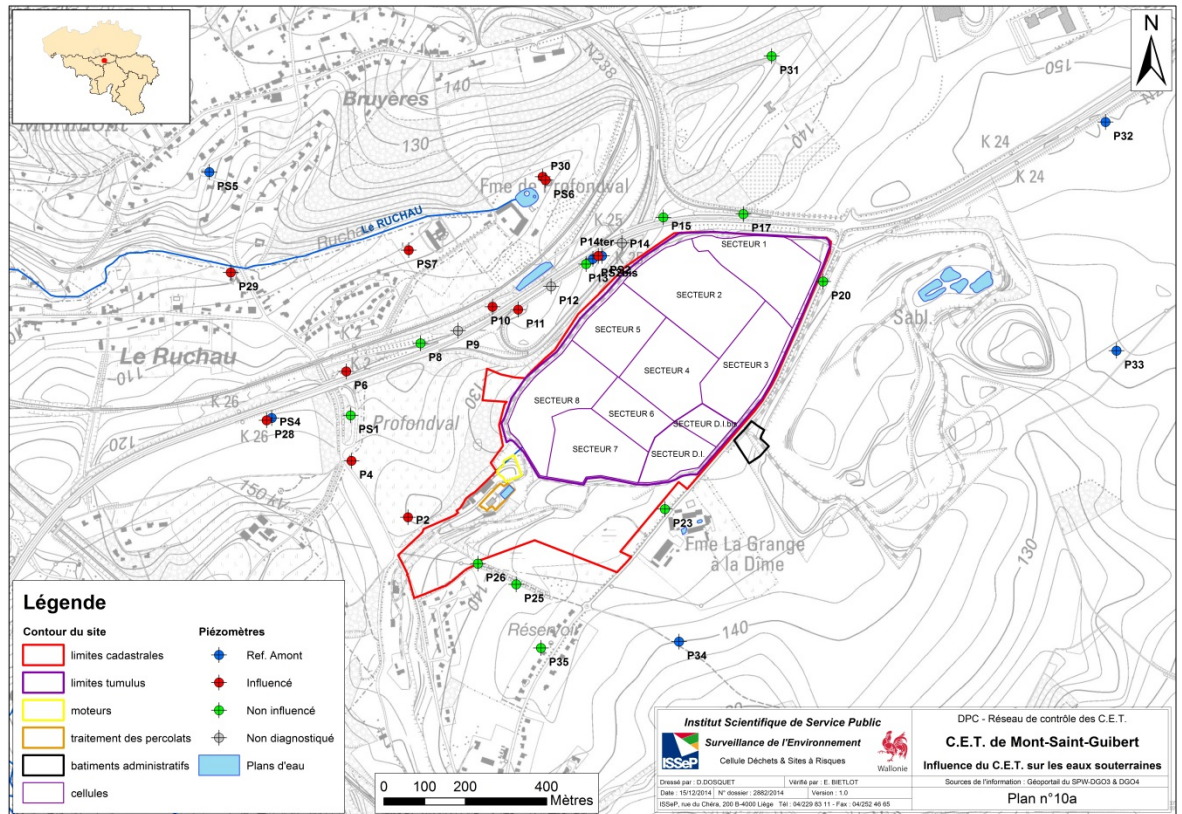 N
N238
140
150
Bruyères
P31
130
140
P32
K 24
K 24
PS5
P30
PS6
Fme de Profondval
Le RUCHAU
K 25
P15
P17
P14ter
P14
P13
P12
PS7
P29
SECTEUR 1
SECTEUR 2
P20
Sabl.
P10
P11
SECTEUR 5
P9
P8
K 2
K 2
Le Ruchau
110
P33
SECTEUR 3
SECTEUR 4
P6
K 26
130
SECTEUR 8
SECTEUR 6
PS4
P28
K 26
PS1
Profondval
120
SECTEUR D.I.bis
SECTEUR 7
SECTEUR D.I.
P4
150 kV
P2
P23
Fme La Grange
à la Dîme
130
P26
P25
140
Réservoir
P35
140
P34
Légende
Contour du site
limites cadastrales
limites tumulus
moteurs
traitement des percolats
batiments administratifs
cellules
Piézomètres
Ref. Amont
Influencé
Non influencé
Non diagnostiqué
Plans d'eau
0 100 200 400
Mètres
Institut Scientifique de Service Public
Surveillance de l'Environnement
Cellule Déchets & Sites à Risques
ISSeP
Wallonie
Dressé par : D.DOSQUET
Vérifié par : E. BIETLOT
Date : 15/12/2014
N° dossier : 2882/2014
Version : 1.0
ISSeP, rue du Chéra, 200 B-4000 Liège Tél : 04/229 83 11 - Fax : 04/252 46 65
DPC - Réseau de contrôle des C.E.T.
C.E.T. de Mont-Saint-Guibert
Influence du C.E.T. sur les eaux souterraines
Sources de l'information : Géoportail du SPW-DGO3 & DGO4
Plan n°10a